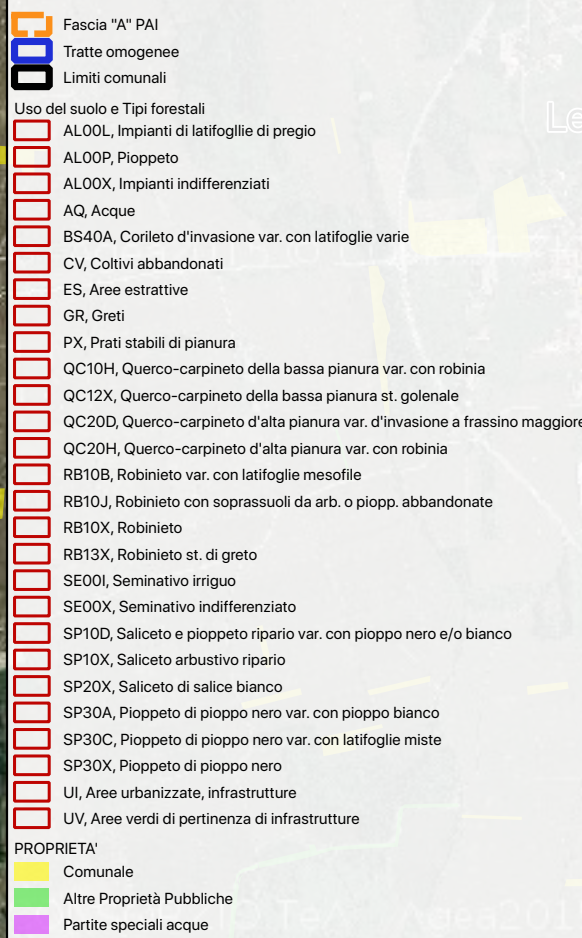 Fascia "A" PAI
Tratte omogenee
Limiti comunali
Uso del suolo e Tipi forestali
AL00L, Impianti di latifogllie di pregio
AL00P, Pioppeto
AL00X, Impianti indifferenziati
AQ, Acque
BS40A, Corileto d'invasione var. con latifoglie varie
CV, Coltivi abbandonati
ES, Aree estrattive
GR, Greti
PX, Prati stabili di pianura
QC10H, Querco-carpineto della bassa pianura var. con robinia
QC12X, Querco-carpineto della bassa pianura st. golenale
QC20D, Querco-carpineto d'alta pianura var. d'invasione a frassino maggiore
QC20H, Querco-carpineto d'alta pianura var. con robinia
RB10B, Robinieto var. con latifoglie mesofile
RB10J, Robinieto con soprassuoli da arb. o piopp. abbandonate
RB10X, Robinieto
RB13X, Robinieto st. di greto
SE00I, Seminativo irriguo
SE00X, Seminativo indifferenziato
SP10D, Saliceto e pioppeto ripario var. con pioppo nero e/o bianco
SP10X, Saliceto arbustivo ripario
SP20X, Saliceto di salice bianco
SP30A, Pioppeto di pioppo nero var. con pioppo bianco
SP30C, Pioppeto di pioppo nero var. con latifoglie miste
SP30X, Pioppeto di pioppo nero
UI, Aree urbanizzate, infrastrutture
UV, Aree verdi di pertinenza di infrastrutture
PROPRIETA'
Comunale
Altre Proprietà Pubbliche
Partite speciali acque